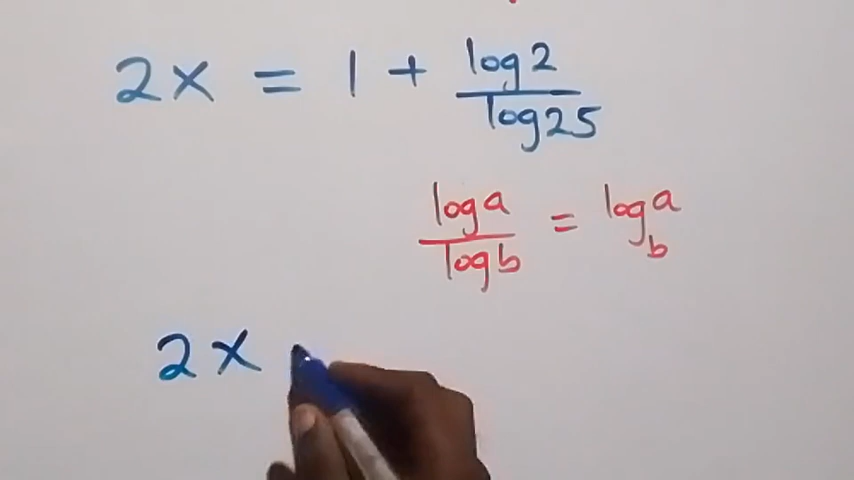 2x = 1 + log2/log25
loga/logb = log_b a
2x